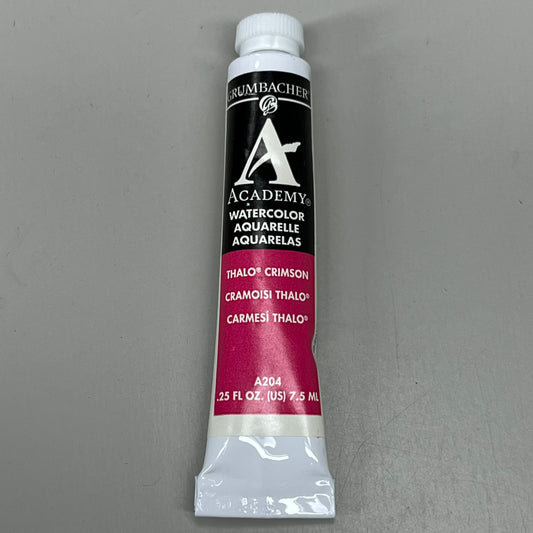 GRUMBACHER
A
ACADEMY®
WATERCOLOR
AQUARELLE
AQUARELAS
THALO® CRIMSON
CRAMOISI THALO®
CARMESÍ THALO®
A204
.25 FL OZ. (US) 7.5 ML